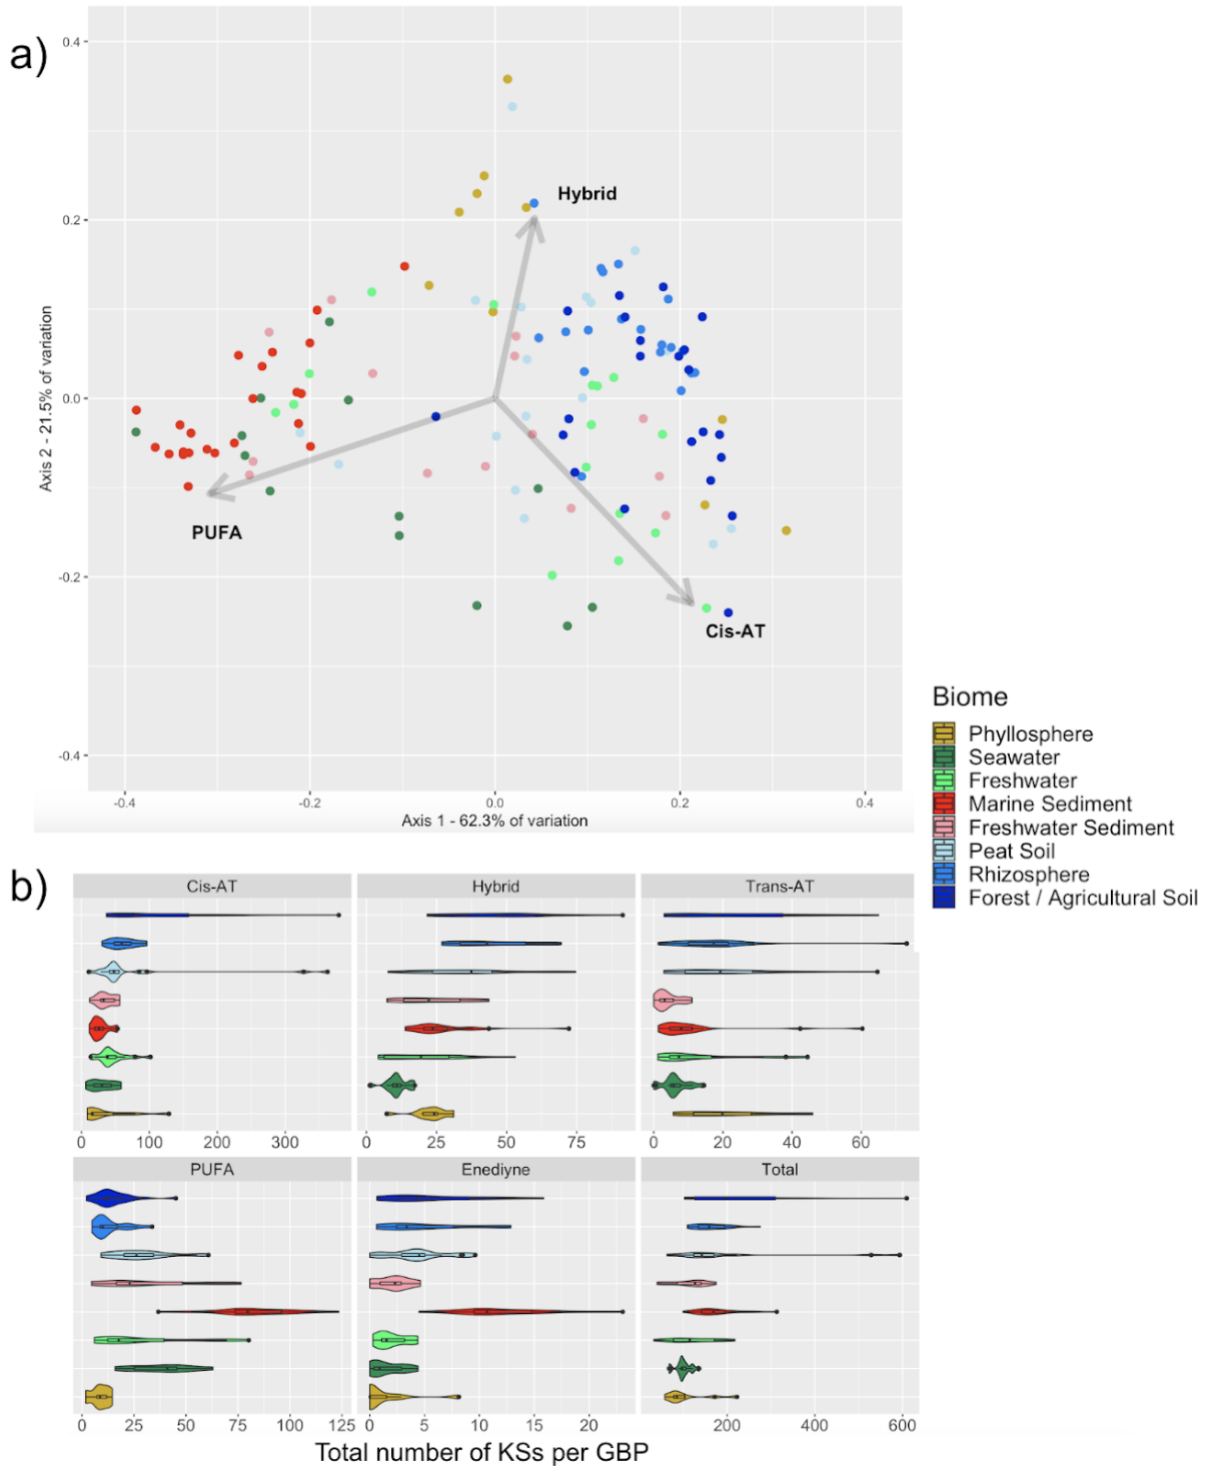 a)
0.4
0.2
0.0
-0.2
-0.4
Axis 2 - 21.5% of variation
Hybrid
PUFA
Cis-AT
-0.4 -0.2 0.0 0.2 0.4
Axis 1 - 62.3% of variation
Biome
Phyllosphere
Seawater
Freshwater
Marine Sediment
Freshwater Sediment
Peat Soil
Rhizosphere
Forest / Agricultural Soil
b)
Cis-AT Hybrid Trans-AT
0 100 200 300 0 25 50 75 0 20 40 60
PUFA Enediyne Total
0 25 50 75 100 125 0 5 10 15 20 200 400 600
Total number of KSs per GBP